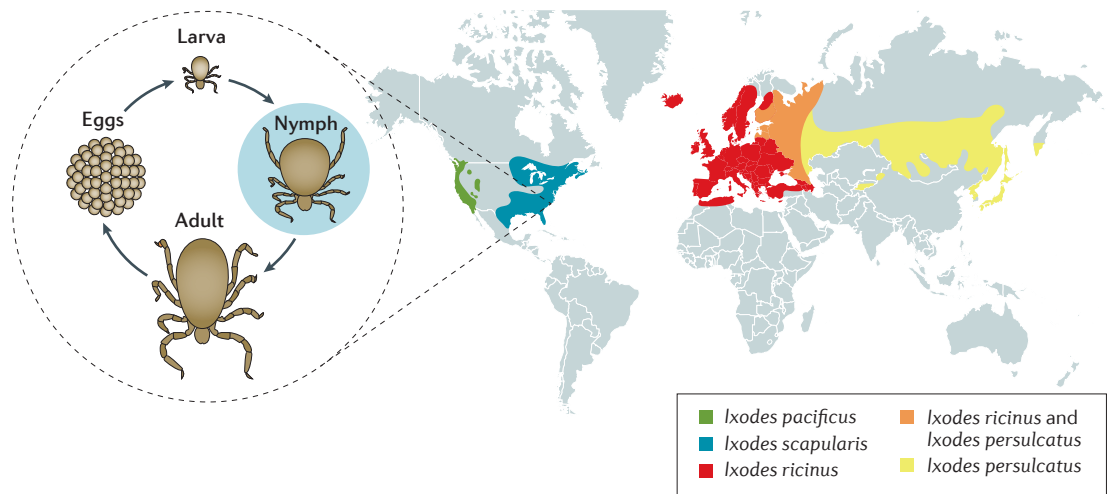 Larva
Eggs
Nymph
Adult
Ixodes pacificus
Ixodes scapularis
Ixodes ricinus
Ixodes ricinus and
Ixodes persulcatus
Ixodes persulcatus